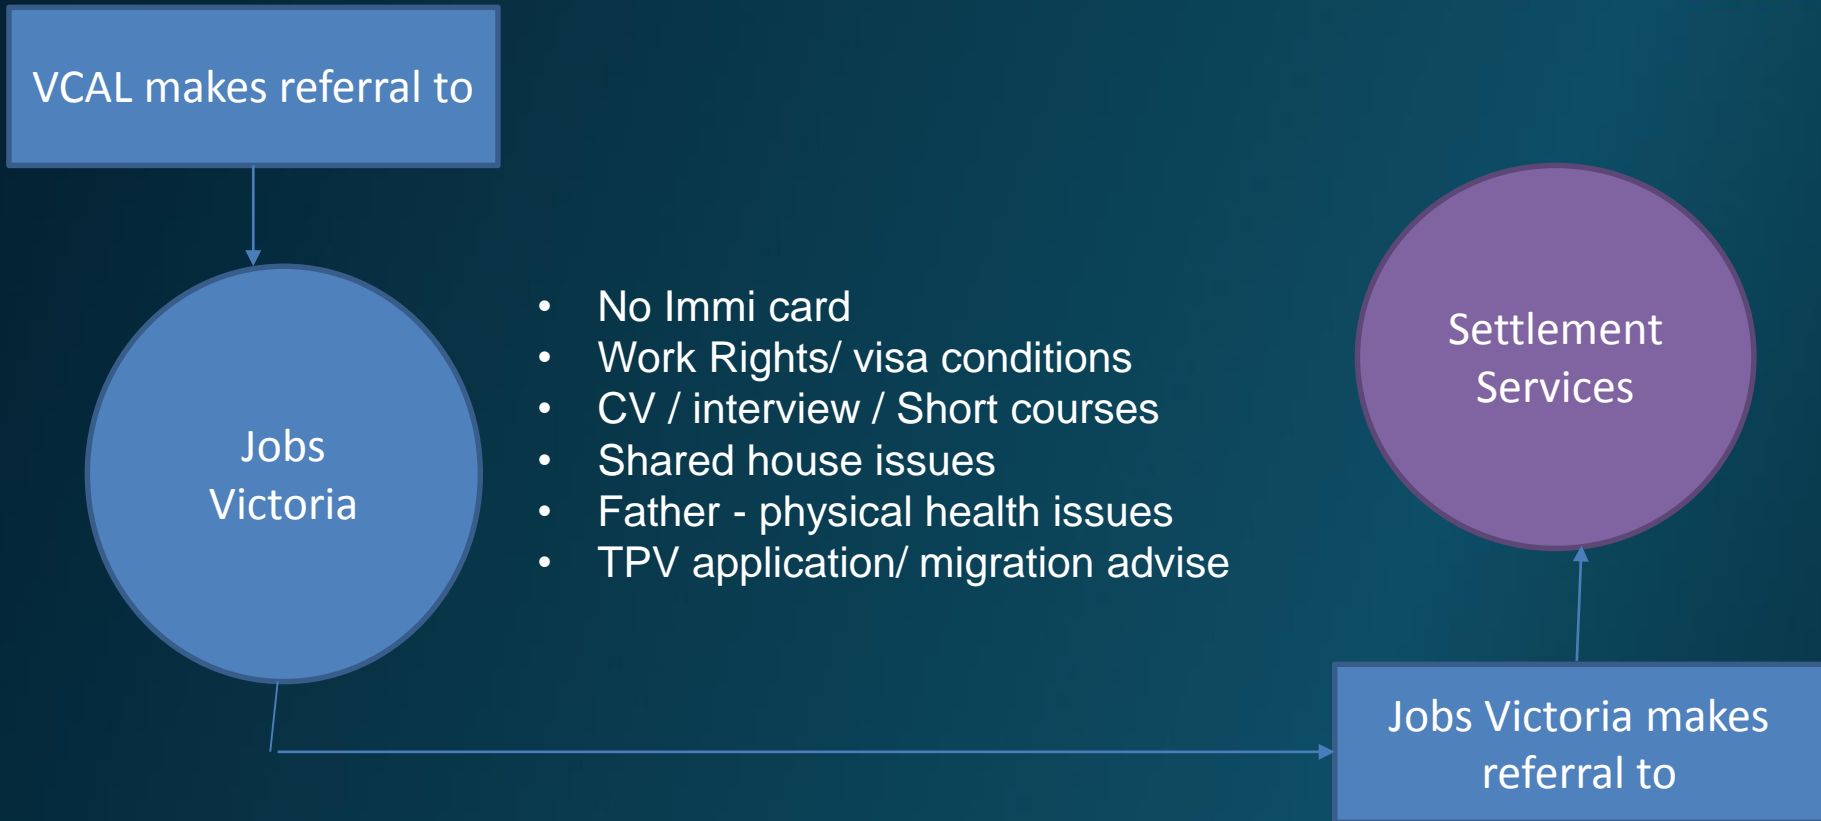 VCAL makes referral to
Jobs
Victoria
• No Immi card
• Work Rights/ visa conditions
• CV / interview / Short courses
• Shared house issues
• Father - physical health issues
• TPV application/ migration advise
Settlement
Services
Jobs Victoria makes
referral to